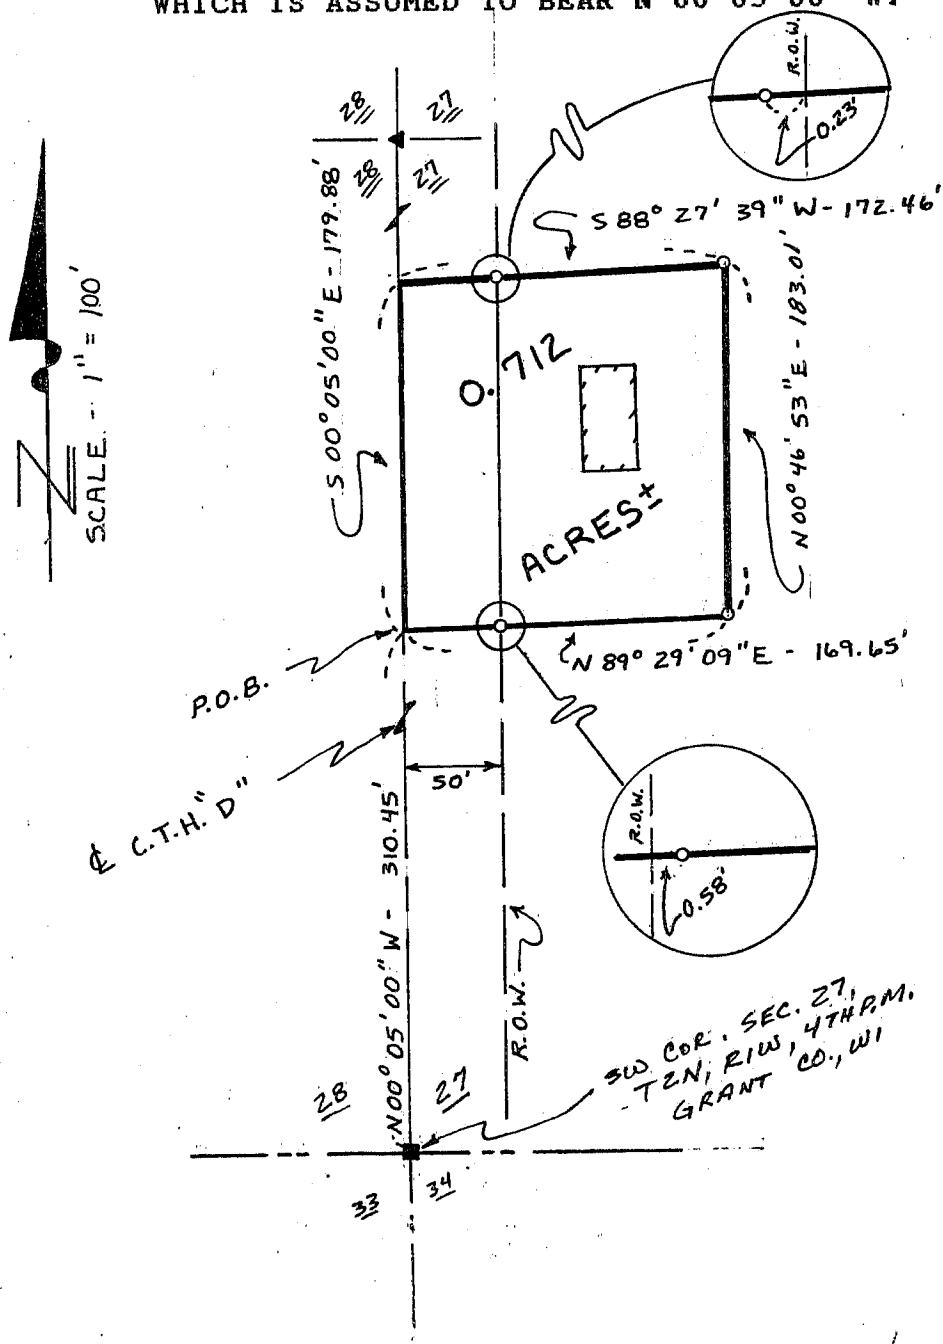 WHICH IS ASSUMED TO BEAR N 00°05'00" W.
R.O.W.
0.23'
28 27
28 27
S 88° 27' 39" W - 172.46'
S 00° 05' 00" E - 179.88'
N 00° 46' 53" E - 183.01'
SCALE - 1" = 100'
N
0.712
ACRES±
N 89° 29' 09" E - 169.65'
P.O.B.
℄ C.T.H. "D"
50'
N00° 05' 00" W - 310.45'
R.O.W.
0.58'
R.O.W.
SW COR. SEC. 27,
T2N, R1W, 4TH P.M.
GRANT CO., WI
28 27
33 34